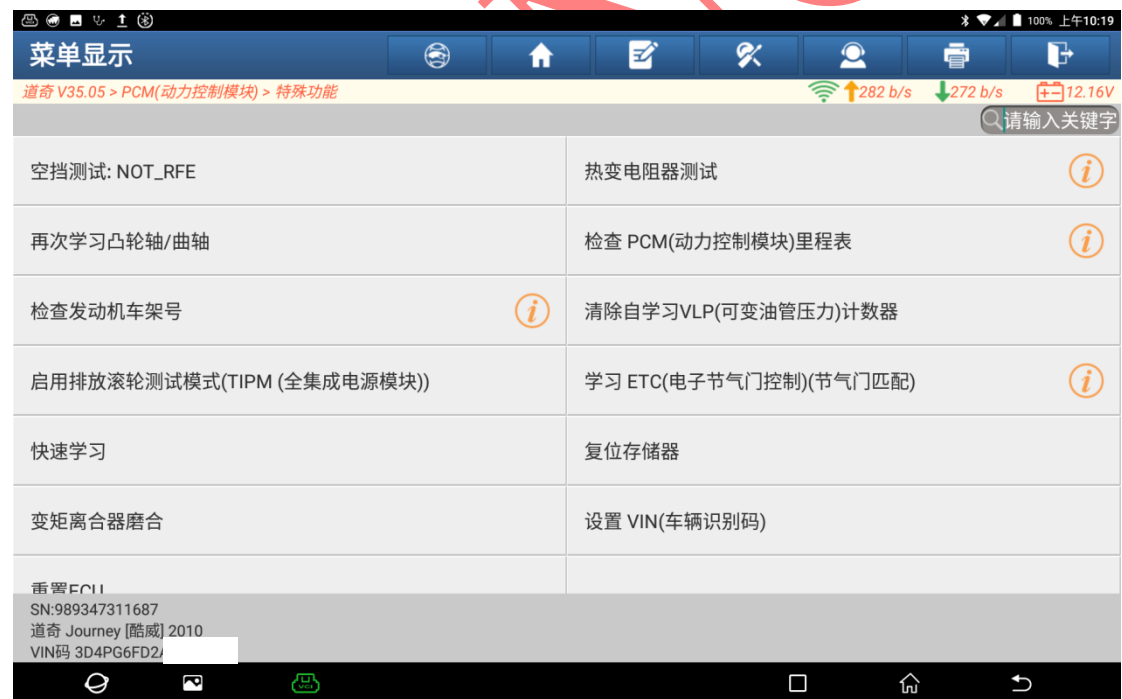 100% 上午10:19
菜单显示
道奇 V35.05 > PCM(动力控制模块) > 特殊功能
282 b/s 272 b/s 12.16V
请输入关键字
空挡测试: NOT_RFE
热变电阻器测试
再次学习凸轮轴/曲轴
检查 PCM(动力控制模块)里程表
检查发动机车架号
清除自学习VLP(可变油管压力)计数器
启用排放滚轮测试模式(TIPM (全集成电源模块))
学习 ETC(电子节气门控制)(节气门匹配)
快速学习
复位存储器
变矩离合器磨合
设置 VIN(车辆识别码)
重置ECU
SN:989347311687
道奇 Journey [酷威] 2010
VIN码 3D4PG6FD2
VCI